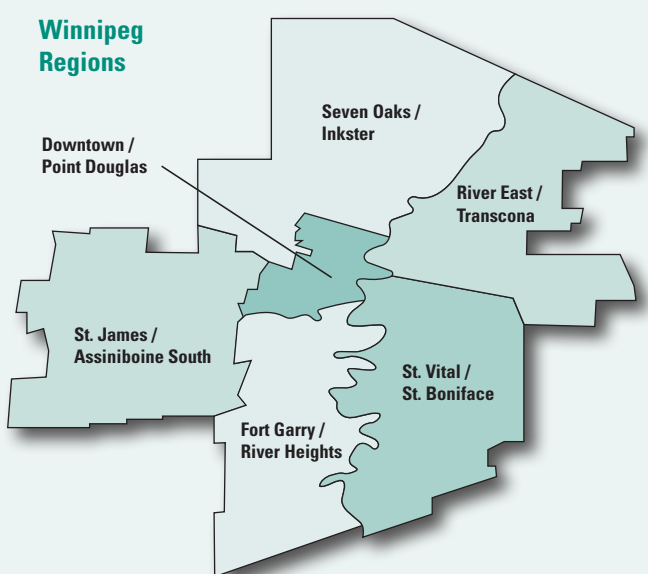 Winnipeg
Regions
Seven Oaks /
Inkster
Downtown /
Point Douglas
River East /
Transcona
St. James /
Assiniboine South
St. Vital /
St. Boniface
Fort Garry /
River Heights